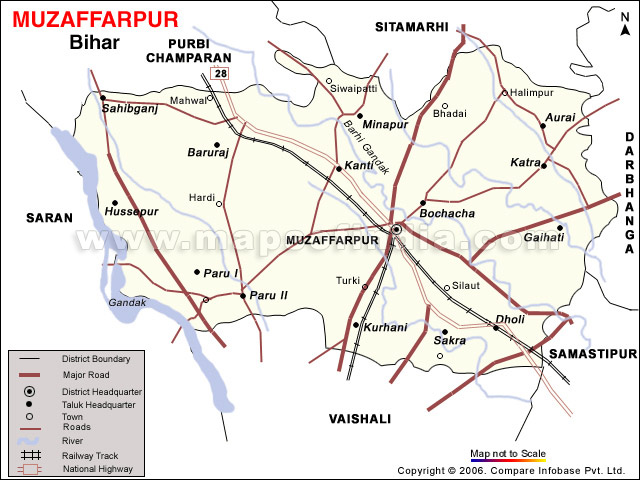 MUZAFFARPUR
Bihar
PURBI
CHAMPARAN
SITAMARHI
N
28
Sahibganj
Mahwal
Siwaipatti
Halimpur
Minapur
Bhadai
Aurai
Barhi Gandak
Baruraj
Kanti
Katra
DARBHANGA
Hardi
Hussepur
Bochacha
SARAN
Gaihati
MUZAFFARPUR
www.mapsofindia.com
Paru I
Turki
Silaut
Gandak
Paru II
Kurhani
Dholi
Sakra
SAMASTIPUR
VAISHALI
District Boundary
Major Road
District Headquarter
Taluk Headquarter
Town
Roads
River
Railway Track
National Highway
Map not to Scale
Copyright © 2006. Compare Infobase Pvt. Ltd.